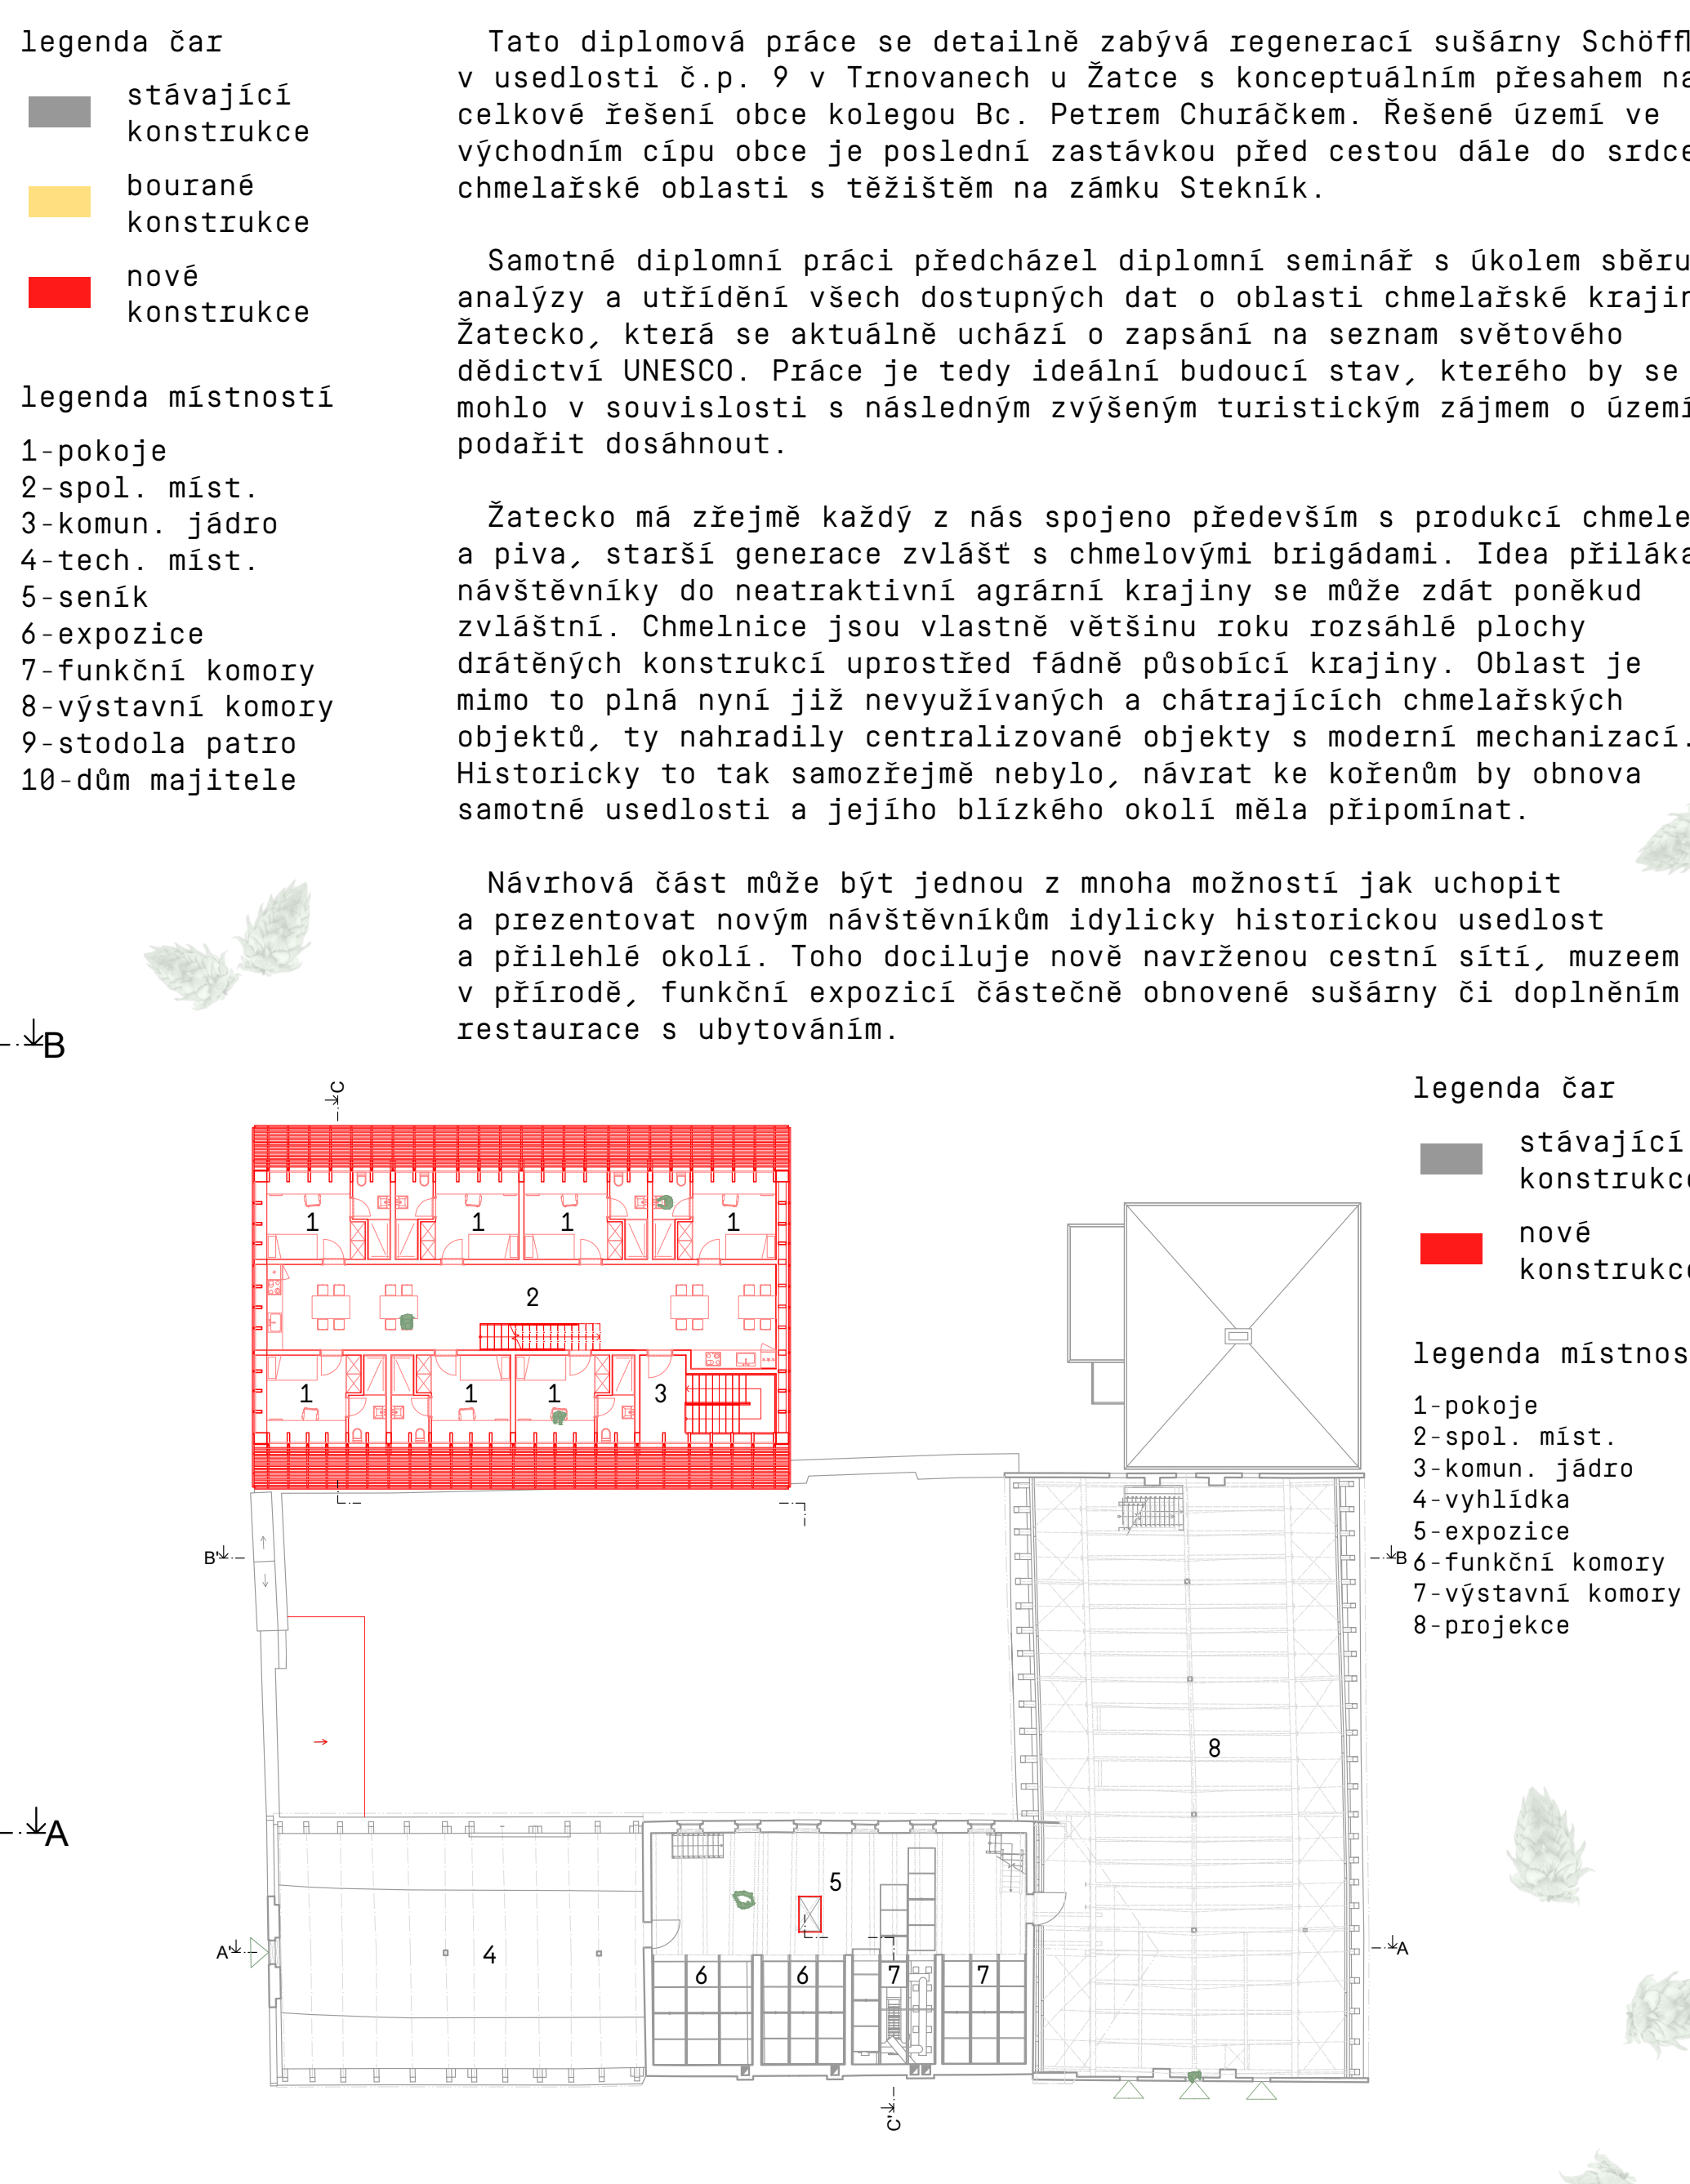 legenda čar
stávající
konstrukce
bourané
konstrukce
nové
konstrukce
legenda místností
1-pokoje
2-spol. míst.
3-komun. jádro
4-tech. míst.
5-seník
6-expozice
7-funkční komory
8-výstavní komory
9-stodola patro
10-dům majitele
Tato diplomová práce se detailně zabývá regenerací sušárny
v usedlosti č.p. 9 v Trnovanech u Žatce s konceptuálním přesahem na
celkové řešení obce kolegou Bc. Petrem Churáčkem. Řešené území ve
východním cípu obce je poslední zastávkou před cestou dále do srdce
chmelařské oblasti s těžištěm na zámku Stekník.
Samotné diplomní práci předcházel diplomní seminář s úkolem sběru
analýzy a utřídění všech dostupných dat o oblasti chmelařské
Žatecko, která se aktuálně uchází o zapsání na seznam světového
dědictví UNESCO. Práce je tedy ideální budoucí stav, kterého by se
mohlo v souvislosti s následným zvýšeným turistickým zájmem o území
podařit dosáhnout.
Žatecko má zřejmě každý z nás spojeno především s produkcí chmele
a piva, starší generace zvlášť s chmelovými brigádami. Idea
návštěvníky do neatraktivní agrární krajiny se může zdát poněkud
zvláštní. Chmelnice jsou vlastně většinu roku rozsáhlé plochy
drátěných konstrukcí uprostřed fádně působící krajiny. Oblast je
mimo to plná nyní již nevyužívaných a chátrajících chmelařských
objektů, ty nahradily centralizované objekty s moderní mechanizací.
Historicky to tak samozřejmě nebylo, návrat ke kořenům by obnova
samotné usedlosti a jejího blízkého okolí měla připomínat.
Návrhová část může být jednou z mnoha možností jak uchopit
a prezentovat novým návštěvníkům idylicky historickou usedlost
a přilehlé okolí. Toho dociluje nově navrženou cestní sítí, muzeem
v přírodě, funkční expozicí částečně obnovené sušárny či doplněním
restaurace s ubytováním.
B
C
1
1
1
1
2
1
1
1
3
legenda čar
stávající
konstrukce
nové
konstrukce
legenda
1-pokoje
2-spol. míst.
3-komun. jádro
4-vyhlídka
5-expozice
6-funkční komory
7-výstavní komory
8-projekce
B'
B
8
A
5
4
A'
A
6
6
7
7
C'